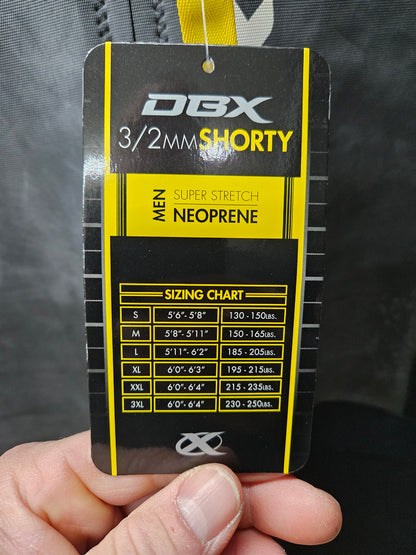 DBX
3/2MM SHORTY
MEN
SUPER STRETCH
NEOPRENE
SIZING CHART
S 5'6"- 5'8" 130 - 150LBS.
M 5'8"- 5'11" 150 - 165LBS.
L 5'11"- 6'2" 185 - 205LBS.
XL 6'0"- 6'3" 195 - 215LBS.
XXL 6'0"- 6'4" 215 - 235LBS.
3XL 6'0"- 6'4" 230 - 250LBS.